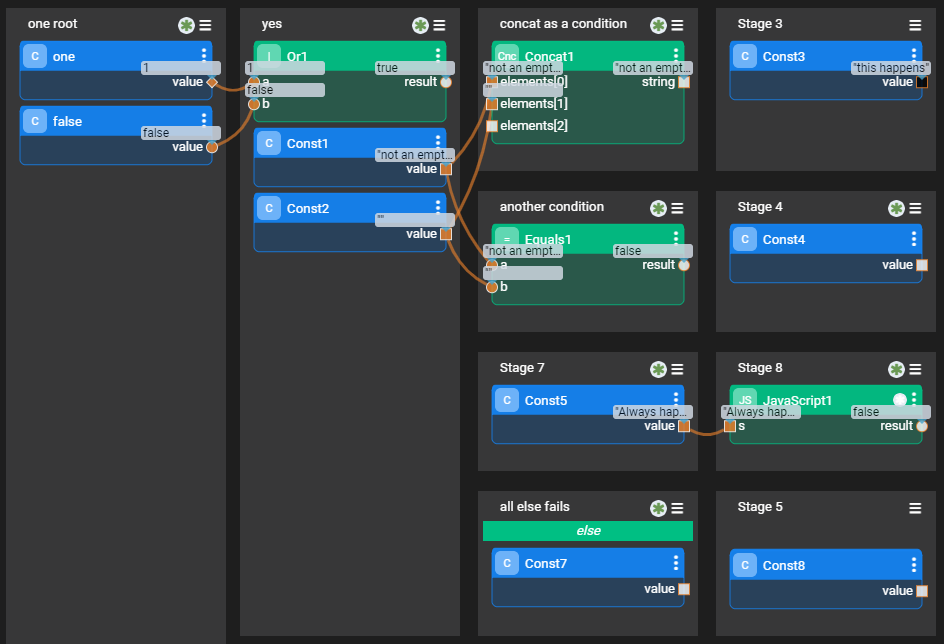 one root
C one
1
value
C false
false
value
yes
| Or1
1
true
a
result
false
b
C Const1
"not an empt...
value
C Const2
""
value
concat as a condition
Cnc Concat1
"not an empt...
"not an empt...
elements[0]
string
""
elements[1]
elements[2]
another condition
= Equals1
"not an empt...
false
a
result
""
b
Stage 7
C Const5
"Always hap...
value
all else fails
else
C Const7
value
Stage 3
C Const3
"this happens"
value
Stage 4
C Const4
value
Stage 8
JS JavaScript1
"Always hap...
false
s
result
Stage 5
C Const8
value